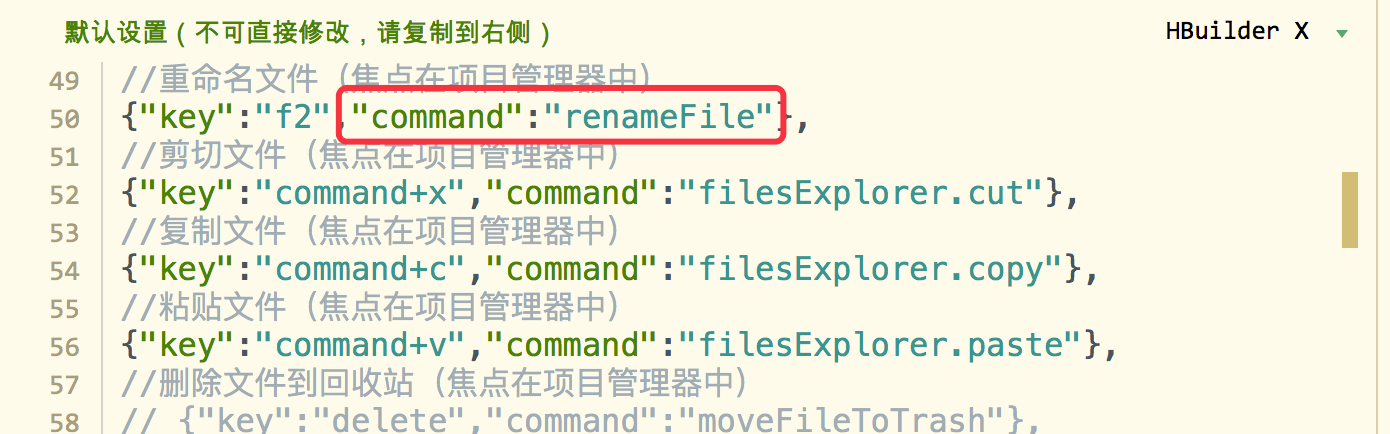 默认设置（不可直接修改，请复制到右侧）
HBuilder X
49 //重命名文件（焦点在项目管理器中）
50 {"key":"f2","command":"renameFile"},
51 //剪切文件（焦点在项目管理器中）
52 {"key":"command+x","command":"filesExplorer.cut"},
53 //复制文件（焦点在项目管理器中）
54 {"key":"command+c","command":"filesExplorer.copy"},
55 //粘贴文件（焦点在项目管理器中）
56 {"key":"command+v","command":"filesExplorer.paste"},
57 //删除文件到回收站（焦点在项目管理器中）
58 // {"key":"delete","command":"moveFileToTrash"},